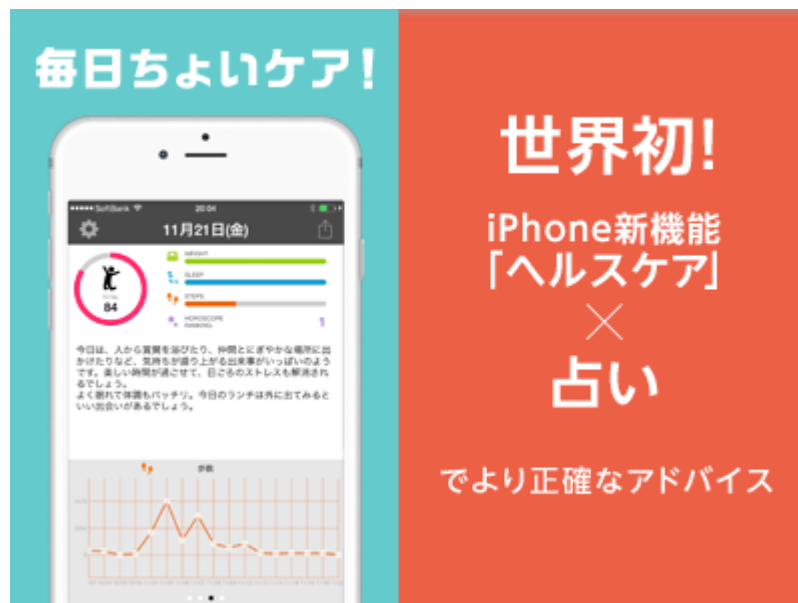 毎日ちょいケア!
SoftBank 20:04
11月21日(金)
WEIGHT
SLEEP
STEPS
HOROSCOPE
RANKING
1
TOTAL
84
今日は、人から賞賛を浴びたり、仲間とにぎやかな場所に出
かけたりなど、気持ちが盛り上がる出来事がいっぱいのよう
です。楽しい時間が過ごせて、日ごろのストレスも解消され
るでしょう。
よく眠れて体調もバッチリ。今日のランチは外に出てみると
いい出会いがあるでしょう。
歩数
0
世界初!
iPhone新機能
「ヘルスケア」
×
占い
でより正確なアドバイス